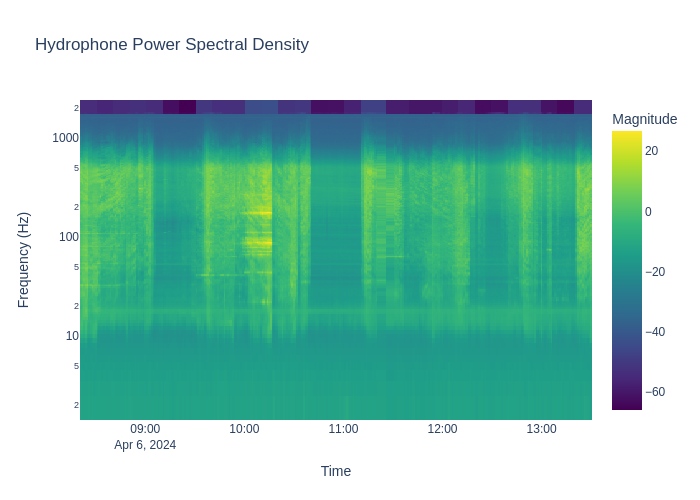 Hydrophone Power Spectral Density
Magnitude
20
0
−20
−40
−60
2
1000
5
2
100
5
2
10
5
2
Frequency (Hz)
09:00 10:00 11:00 12:00 13:00
Apr 6, 2024
Time